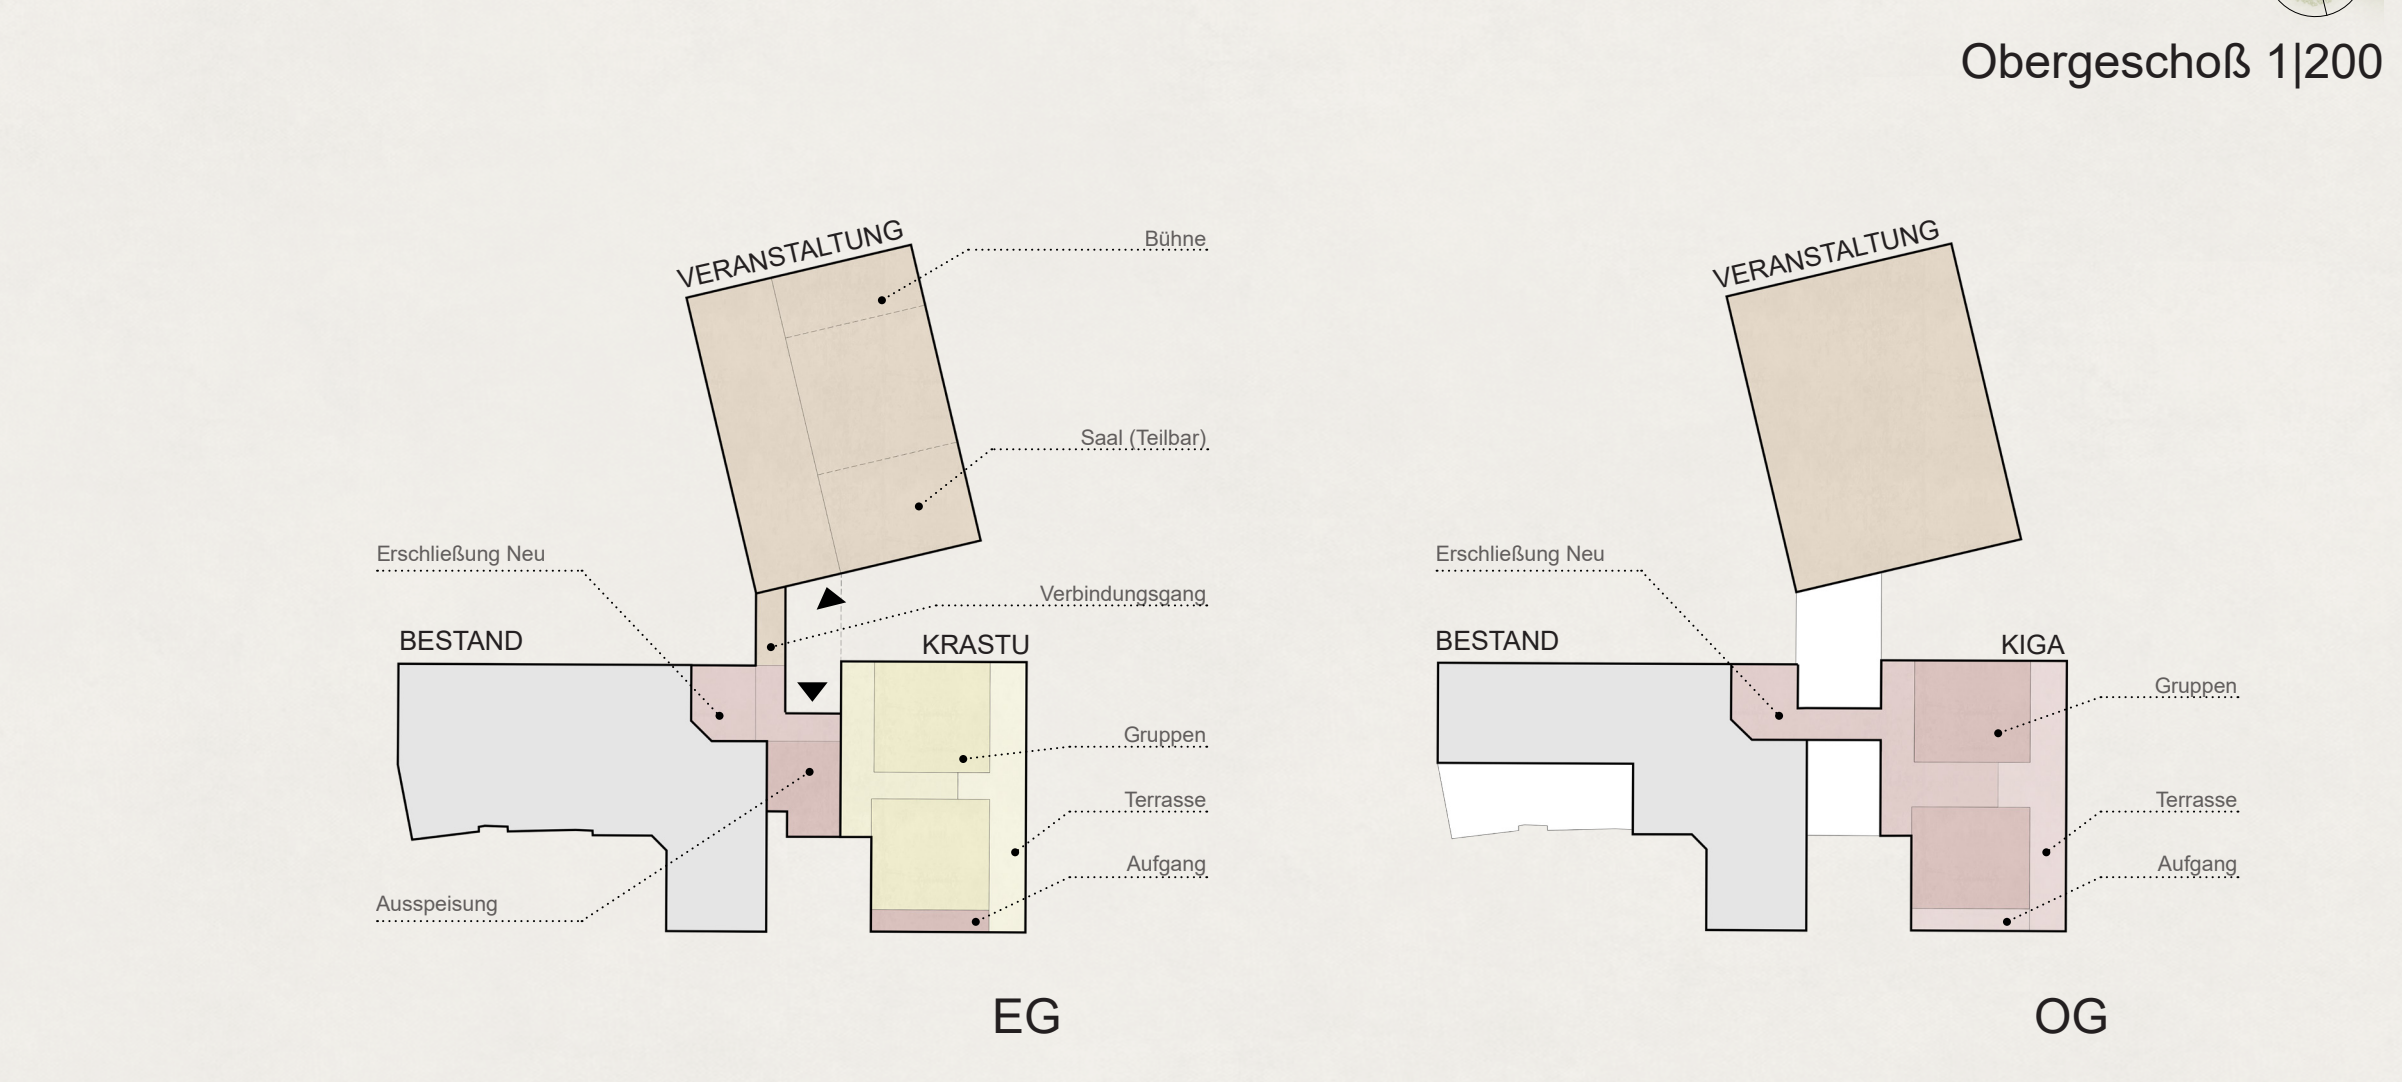 Obergeschoß 1|200
VERANSTALTUNG
Bühne
Saal (Teilbar)
Erschließung Neu
Verbindungsgang
BESTAND
KRASTU
Gruppen
Terrasse
Aufgang
Ausspeisung
EG
VERANSTALTUNG
Erschließung Neu
BESTAND
KIGA
Gruppen
Terrasse
Aufgang
OG